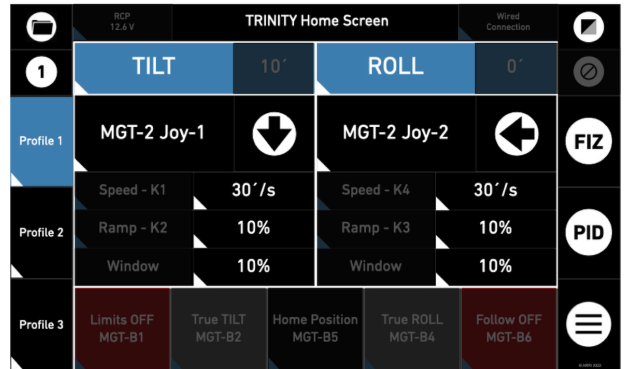 RCP
12.6 V
TRINITY Home Screen
Wired
Connection
1
TILT
10´
ROLL
0´
Profile 1
MGT-2 Joy-1
MGT-2 Joy-2
FIZ
Speed - K1
30´/s
Speed - K4
30´/s
Profile 2
Ramp - K2
10%
Ramp - K3
10%
PID
Window
10%
Window
10%
Profile 3
Limits OFF
MGT-B1
True TILT
MGT-B2
Home Position
MGT-B5
True ROLL
MGT-B4
Follow OFF
MGT-B6